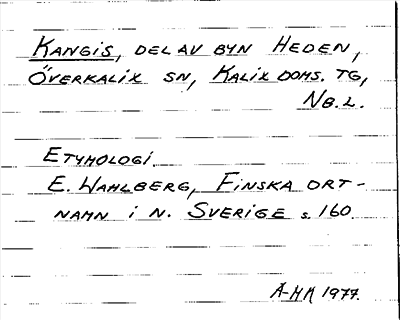 KANGIS, DEL AV BYN HEDEN,
ÖVERKALIX SN, KALIX DOMS. TG,
NB.L.
ETYMOLOGI
E. WAHLBERG, FINSKA ORT-
NAMN I N. SVERIGE s. 160.
A-HK 1977.